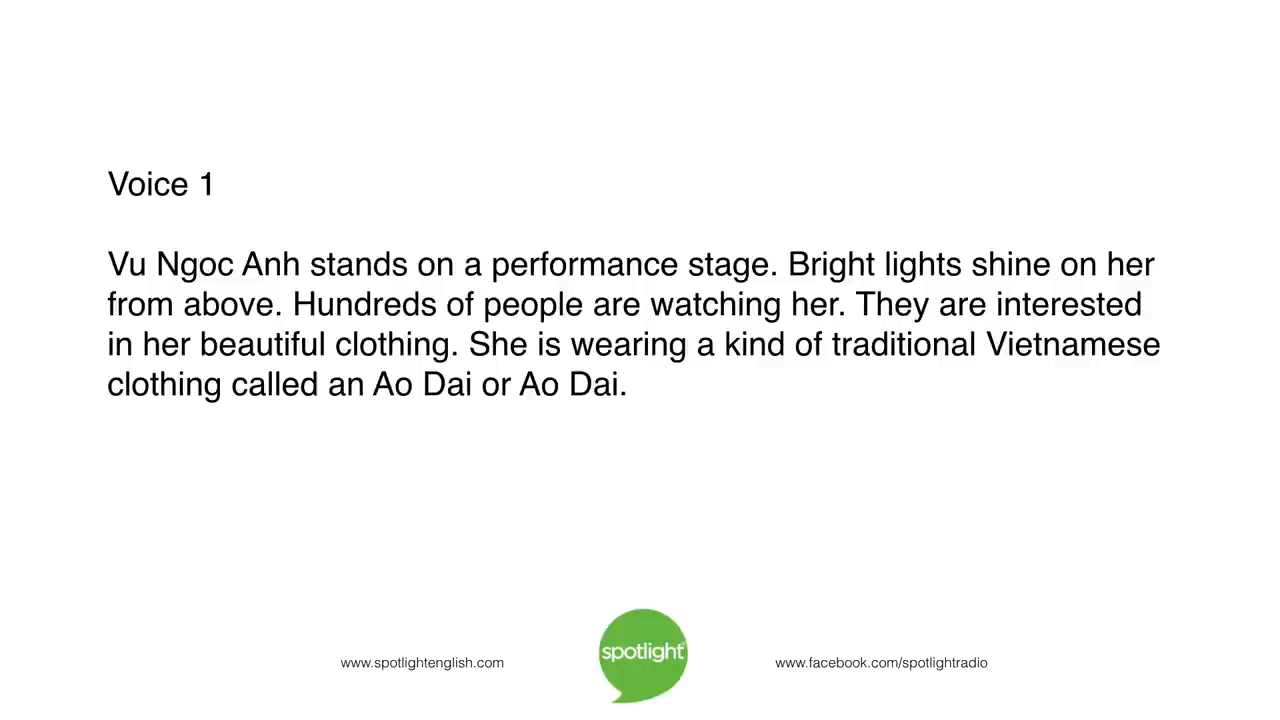 Voice 1
Vu Ngoc Anh stands on a performance stage. Bright lights shine on her
from above. Hundreds of people are watching her. They are interested
in her beautiful clothing. She is wearing a kind of traditional Vietnamese
clothing called an Ao Dai or Ao Dai.
www.spotlightenglish.com
spotlight
www.facebook.com/spotlightradio